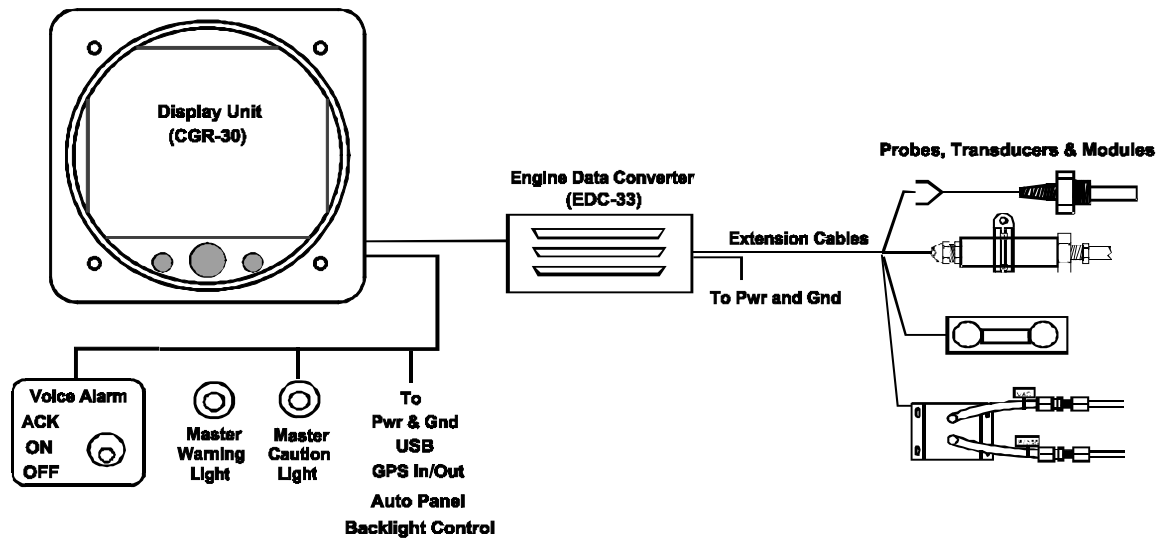 Display Unit
(CGR-30)
Probes, Transducers & Modules
Engine Data Converter
(EDC-33)
Extension Cables
To Pwr and Gnd
Voice Alarm
ACK
ON
OFF
Master
Warning
Light
Master
Caution
Light
To
Pwr & Gnd
USB
GPS In/Out
Auto Panel
Backlight Control